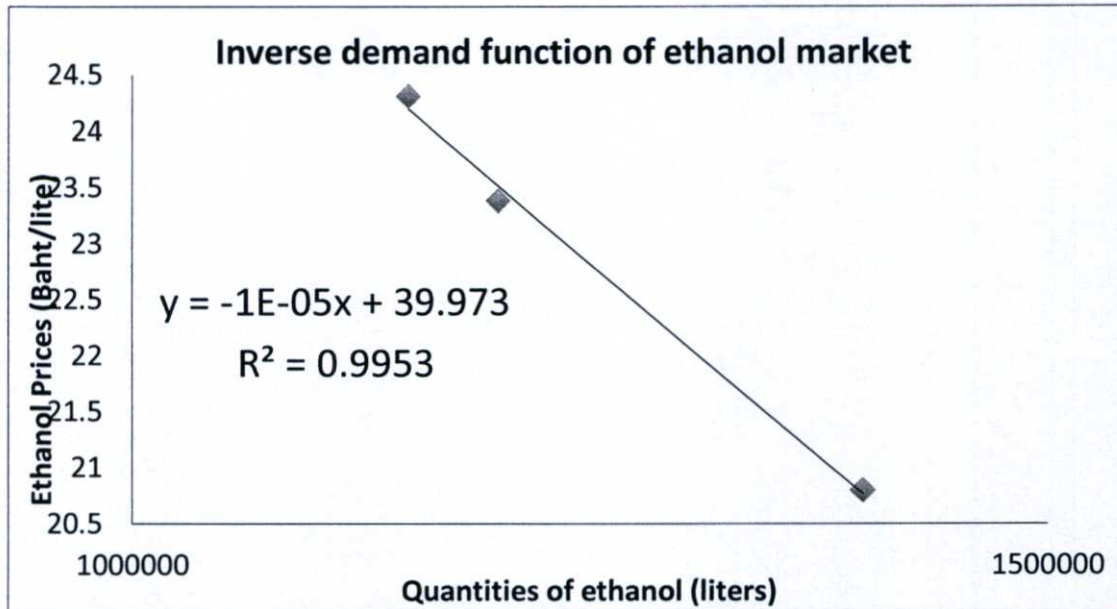 Inverse demand function of ethanol market
Ethanol Prices (Baht/lite)
24.5
24
23.5
23
22.5
22
21.5
21
20.5
y = -1E-05x + 39.973
R² = 0.9953
1000000
1500000
Quantities of ethanol (liters)